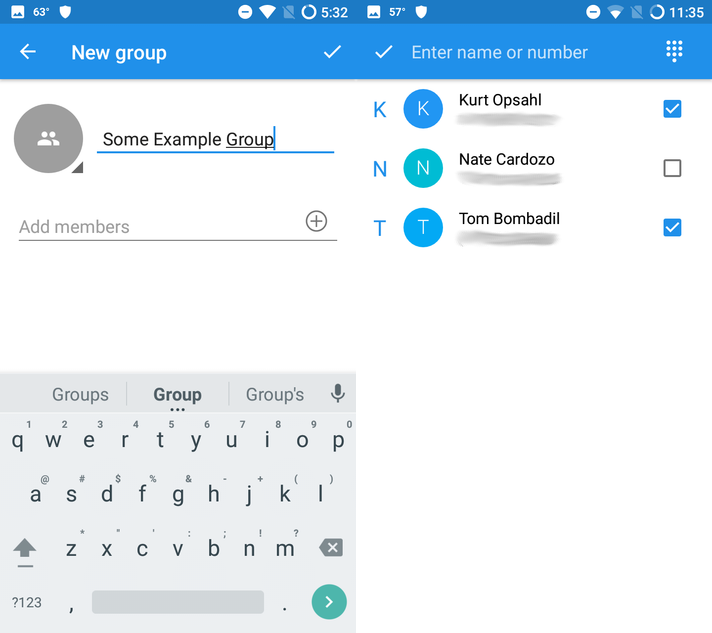 63° 5:32
New group
Some Example Group
Add members
Groups Group Group's
1 2 3 4 5 6 7 8 9 0
q w e r t y u i o p
@ # $ % & - + ( )
a s d f g h j k l
* " ' : ; ! ?
z x c v b n m
?123 , .
57° 11:35
Enter name or number
K K Kurt Opsahl
N N Nate Cardozo
T T Tom Bombadil